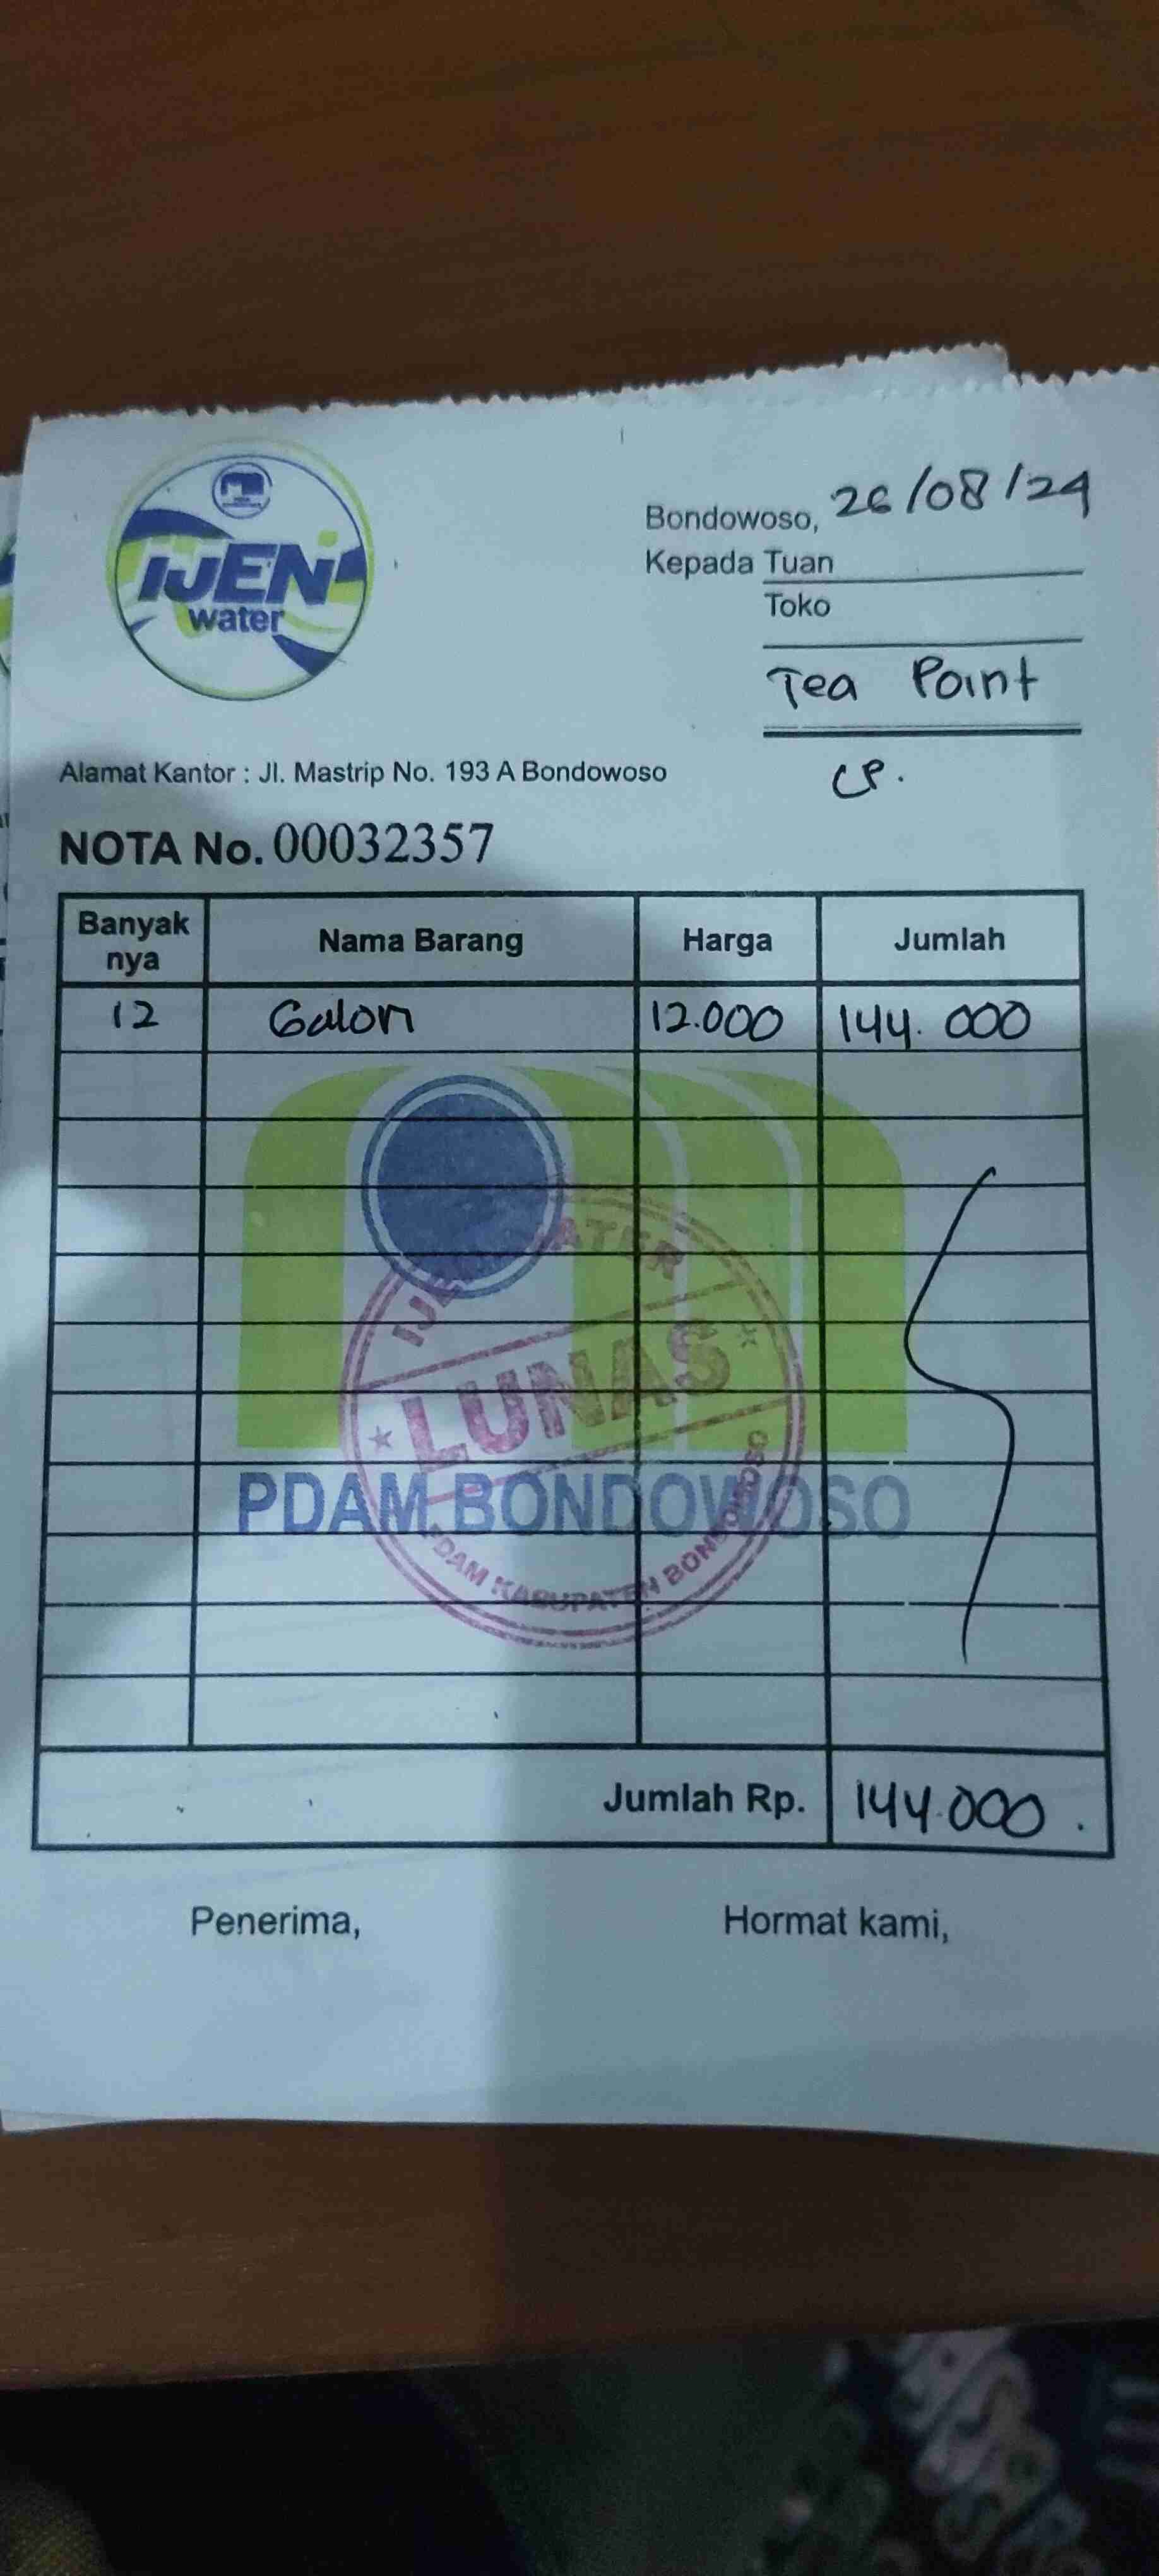 IJEN
water
Bondowoso, 26/08/24
Kepada Tuan
Toko
Tea Point
CP.
Alamat Kantor : Jl. Mastrip No. 193 A Bondowoso
NOTA No. 00032357
Banyak nya Nama Barang Harga Jumlah
12 Galon 12.000 144.000
IJEN WATER
LUNAS
PDAM KABUPATEN BONDOWOSO
PDAM BONDOWOSO
Jumlah Rp. 144.000.
Penerima, Hormat kami,